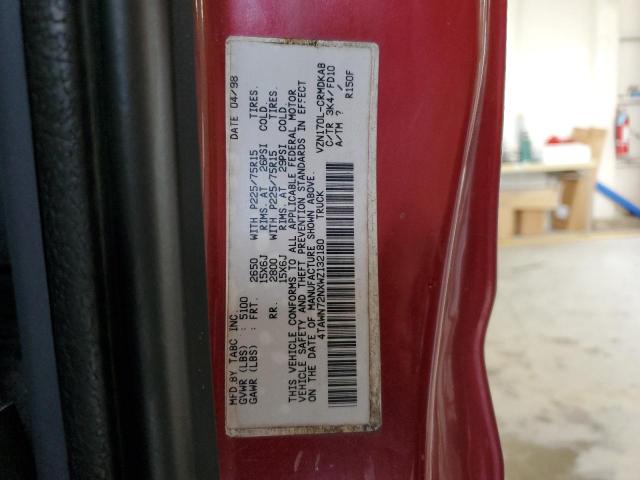 MFD.BY TABC INC. DATE 04/98
GVWR (LBS) : 5100
GAWR (LBS) : FRT. 2650 WITH P225/75R15 TIRES.
15X6J RIMS, AT 26PSI COLD.
RR. 2800 WITH P225/75R15 TIRES.
15X6J RIMS, AT 29PSI COLD.
THIS VEHICLE CONFORMS TO ALL APPLICABLE FEDERAL MOTOR
VEHICLE SAFETY AND THEFT PREVENTION STANDARDS IN EFFECT
ON THE DATE OF MANUFACTURE SHOWN ABOVE.
4TAWN72NXWZ132180 TRUCK
VZN170L-CRMDKAB
C/TR 3K4/FD10
A/TM ? /
R150F